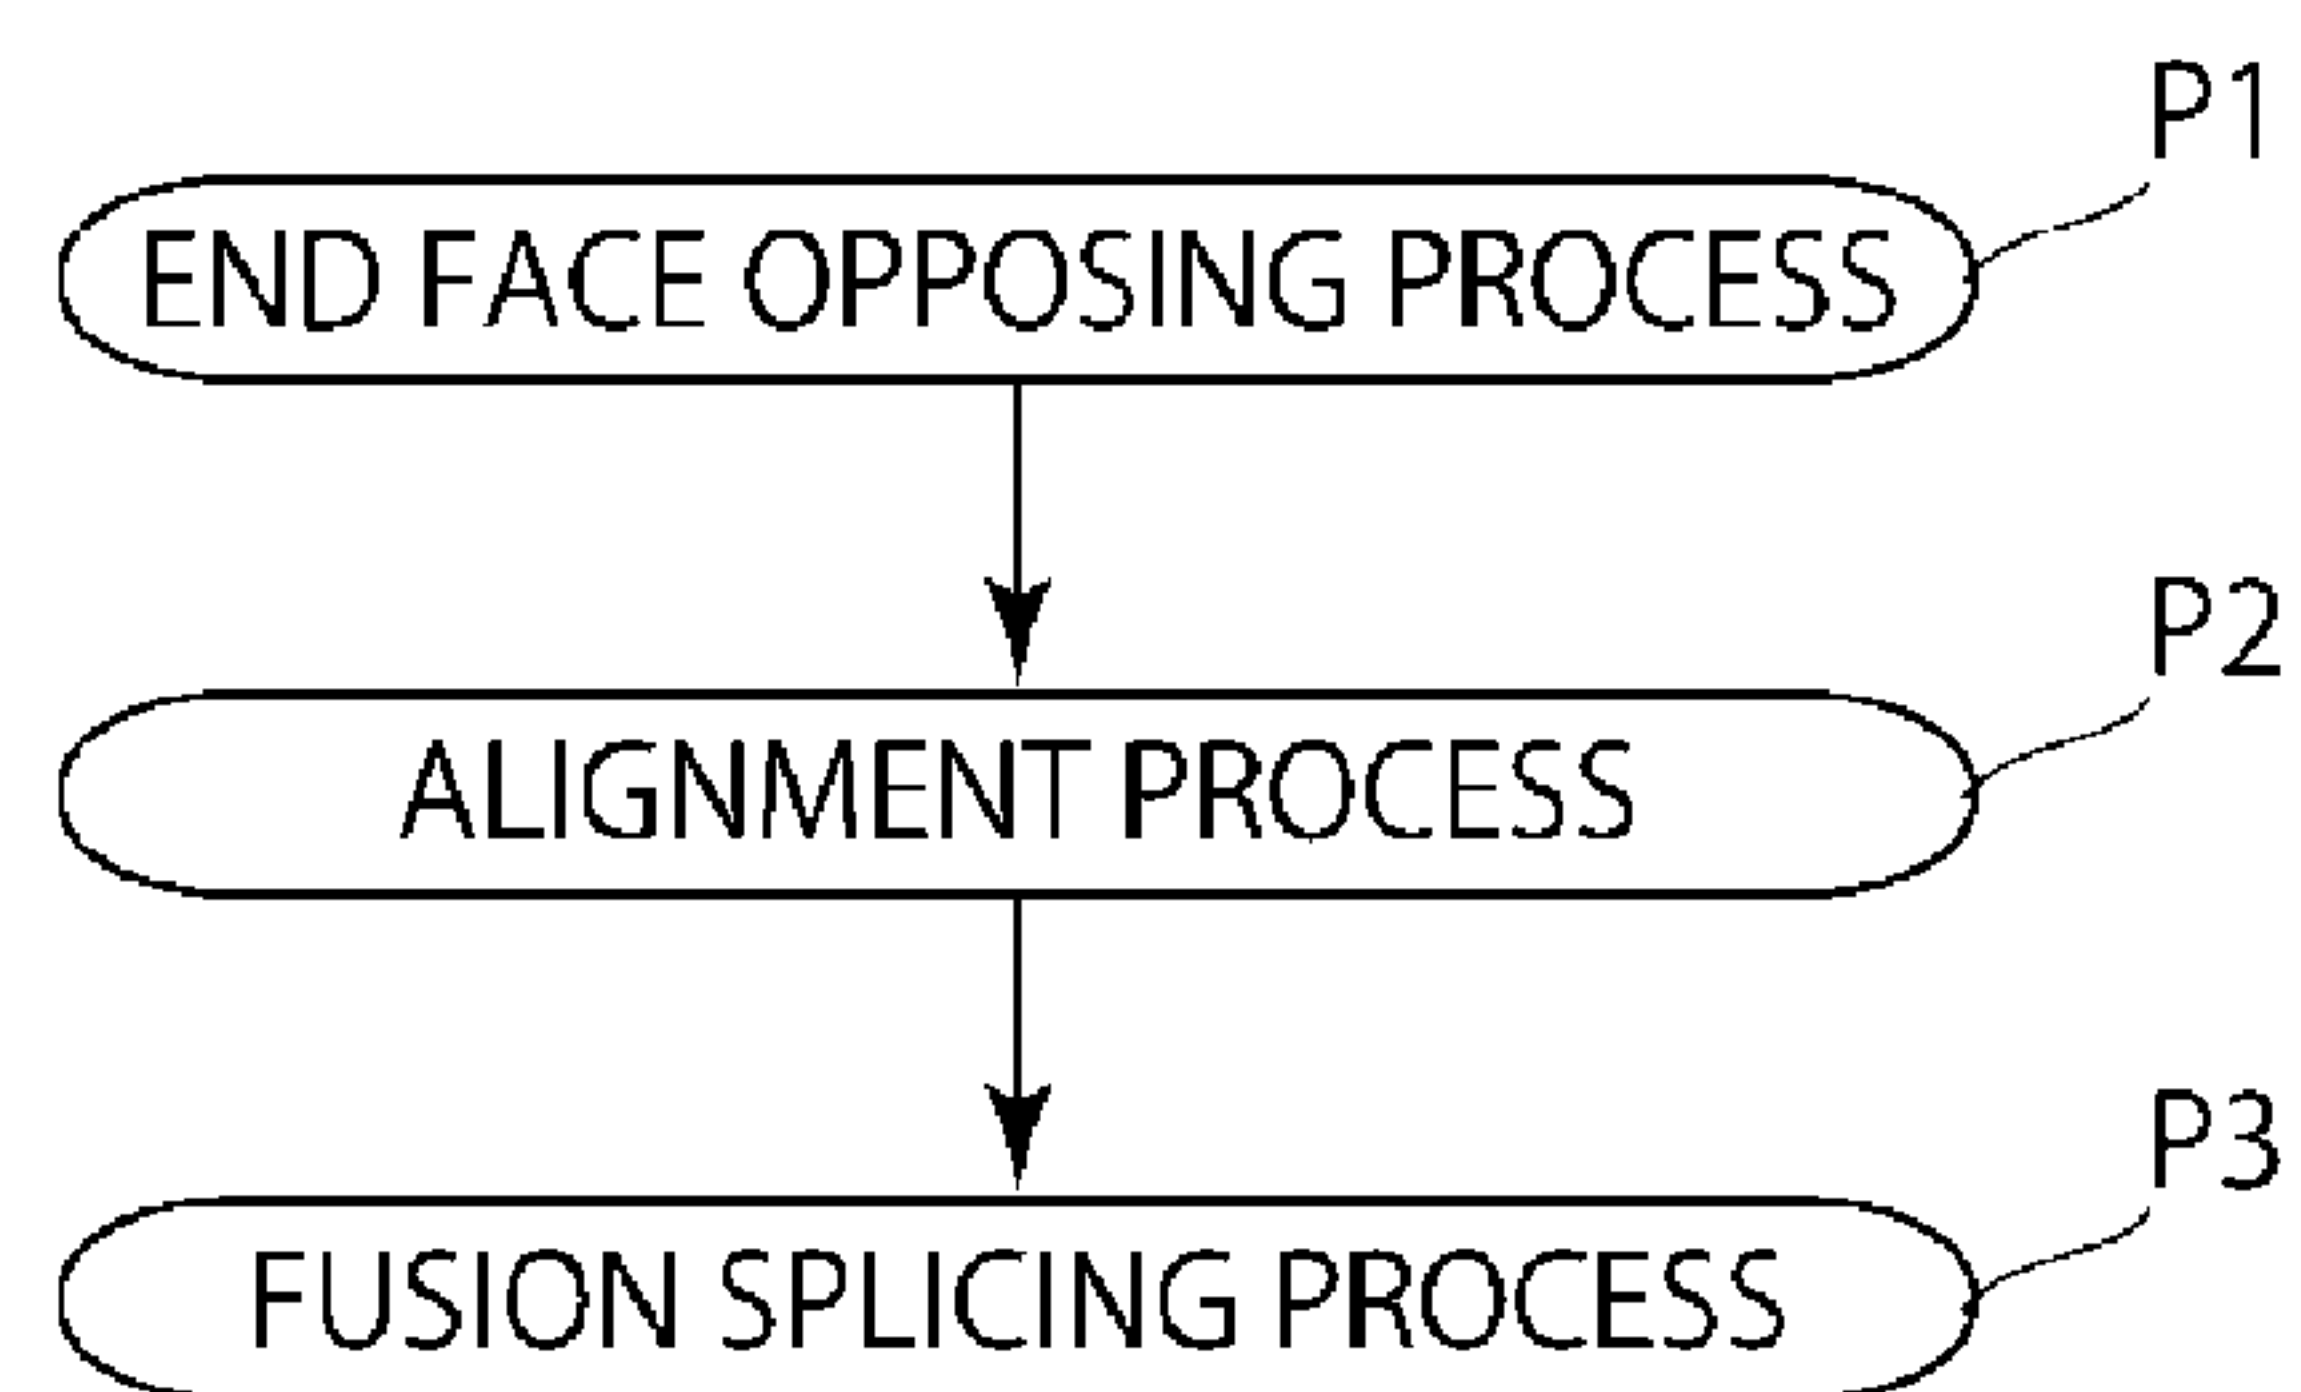 P1
END FACE OPPOSING PROCESS
P2
ALIGNMENT PROCESS
P3
FUSION SPLICING PROCESS